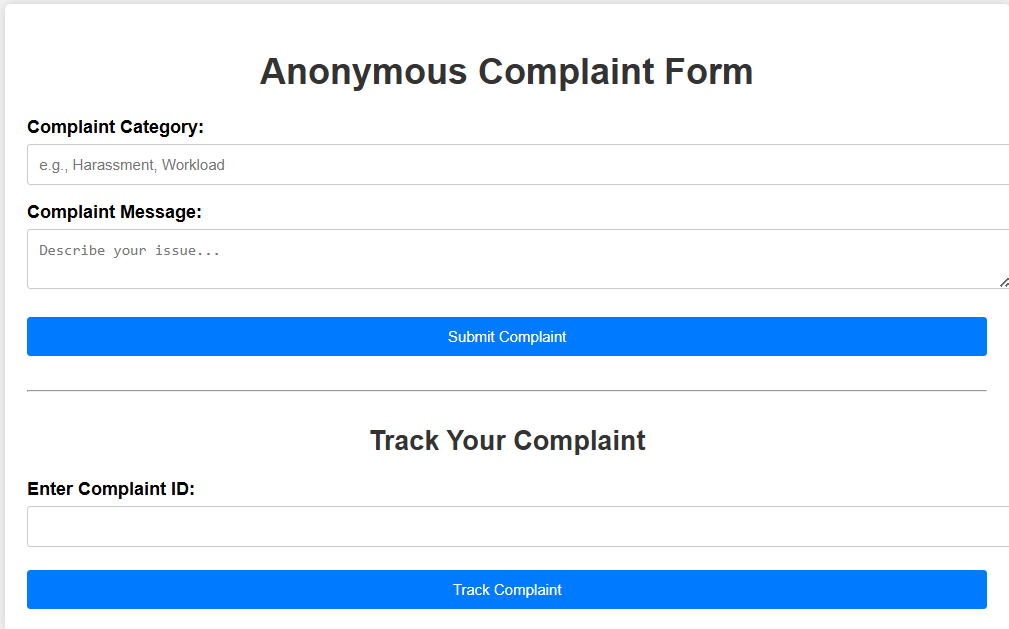 Anonymous Complaint Form
Complaint Category:
e.g., Harassment, Workload
Complaint Message:
Describe your issue...
Submit Complaint
Track Your Complaint
Enter Complaint ID:
Track Complaint